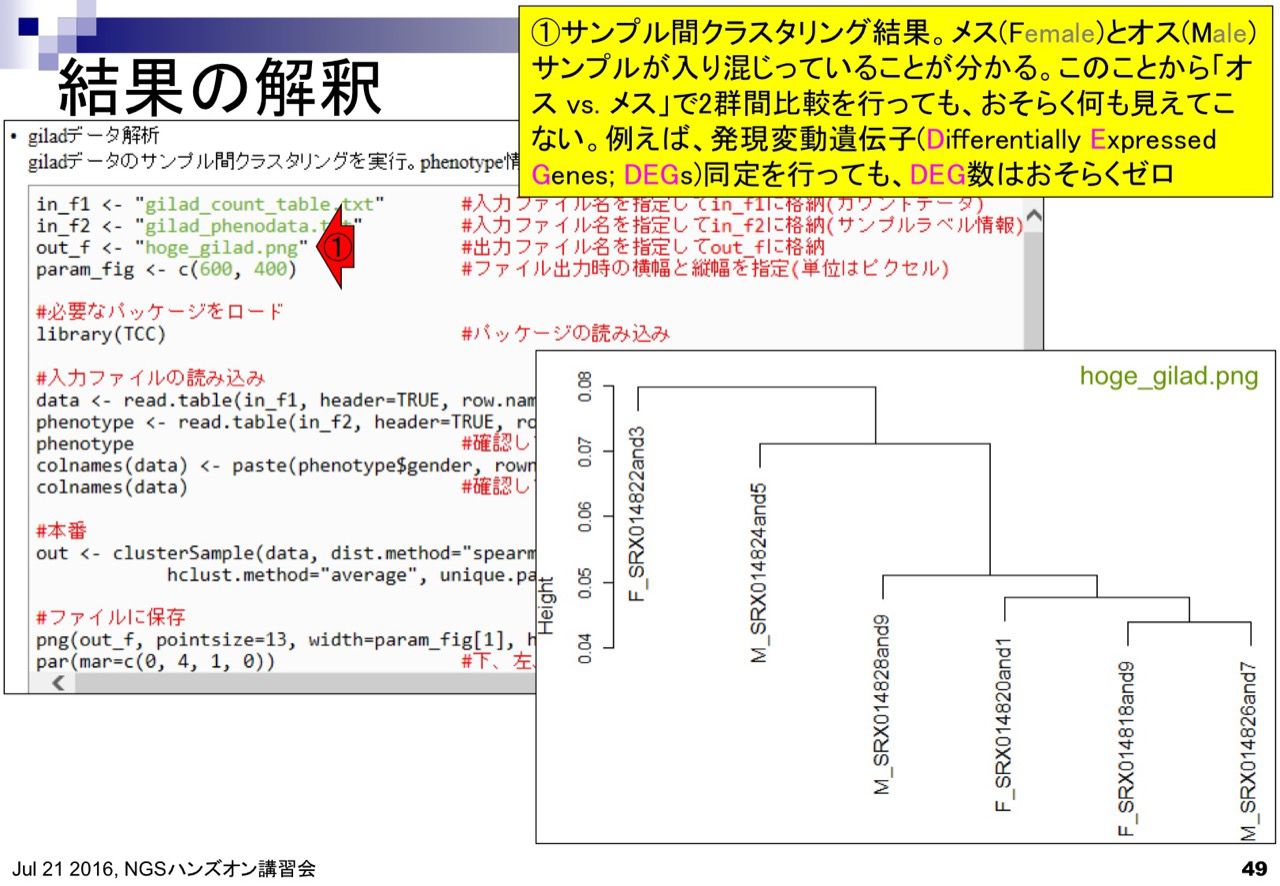 結果の解釈
①サンプル間クラスタリング結果。メス(Female)とオス(Male)
サンプルが入り混じっていることが分かる。このことから「オ
ス vs. メス」で2群間比較を行っても、おそらく何も見えてこ
ない。例えば、発現変動遺伝子(Differentially Expressed
Genes; DEGs)同定を行っても、DEG数はおそらくゼロ
• giladデータ解析
giladデータのサンプル間クラスタリングを実行。phenotype情
in_f1 <- "gilad_count_table.txt" #入力ファイル名を指定してin_f1に格納(カウントデータ)
in_f2 <- "gilad_phenodata.txt" #入力ファイル名を指定してin_f2に格納(サンプルラベル情報)
out_f <- "hoge_gilad.png" #出力ファイル名を指定してout_fに格納
①
param_fig <- c(600, 400) #ファイル出力時の横幅と縦幅を指定(単位はピクセル)
#必要なパッケージをロード
library(TCC) #パッケージの読み込み
#入力ファイルの読み込み
data <- read.table(in_f1, header=TRUE, row.nam
phenotype <- read.table(in_f2, header=TRUE, ro
phenotype #確認し
colnames(data) <- paste(phenotype$gender, rown
colnames(data) #確認し
#本番
out <- clusterSample(data, dist.method="spearm
hclust.method="average", unique.pa
#ファイルに保存
png(out_f, pointsize=13, width=param_fig[1], h
par(mar=c(0, 4, 1, 0)) #下、左、
hoge_gilad.png
Height
0.08
0.07
0.06
0.05
0.04
F_SRX014822and3
M_SRX014824and5
M_SRX014828and9
F_SRX014820and1
F_SRX014818and9
M_SRX014826and7
Jul 21 2016, NGSハンズオン講習会
49